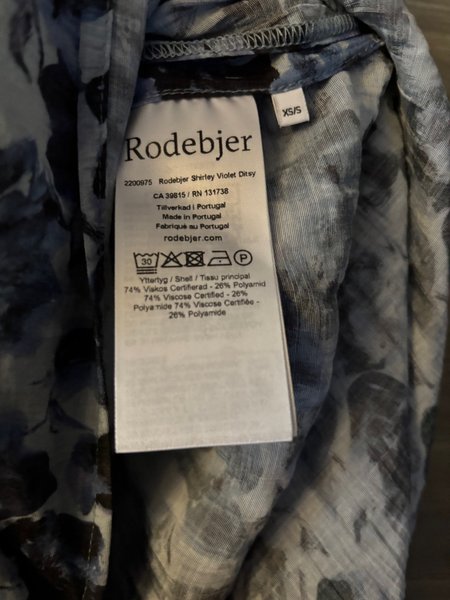 XS/S
Rodebjer
2200975 Rodebjer Shirley Violet Ditsy
CA 39815 / RN 131738
Tillverkad i Portugal
Made in Portugal
Fabriqué au Portugal
rodebjer.com
30 P
Yttertyg / Shell / Tissu principal
74% Viskos Certifierad - 26% Polyamid
74% Viscose Certified - 26%
Polyamide 74% Viscose Certifiée -
26% Polyamide